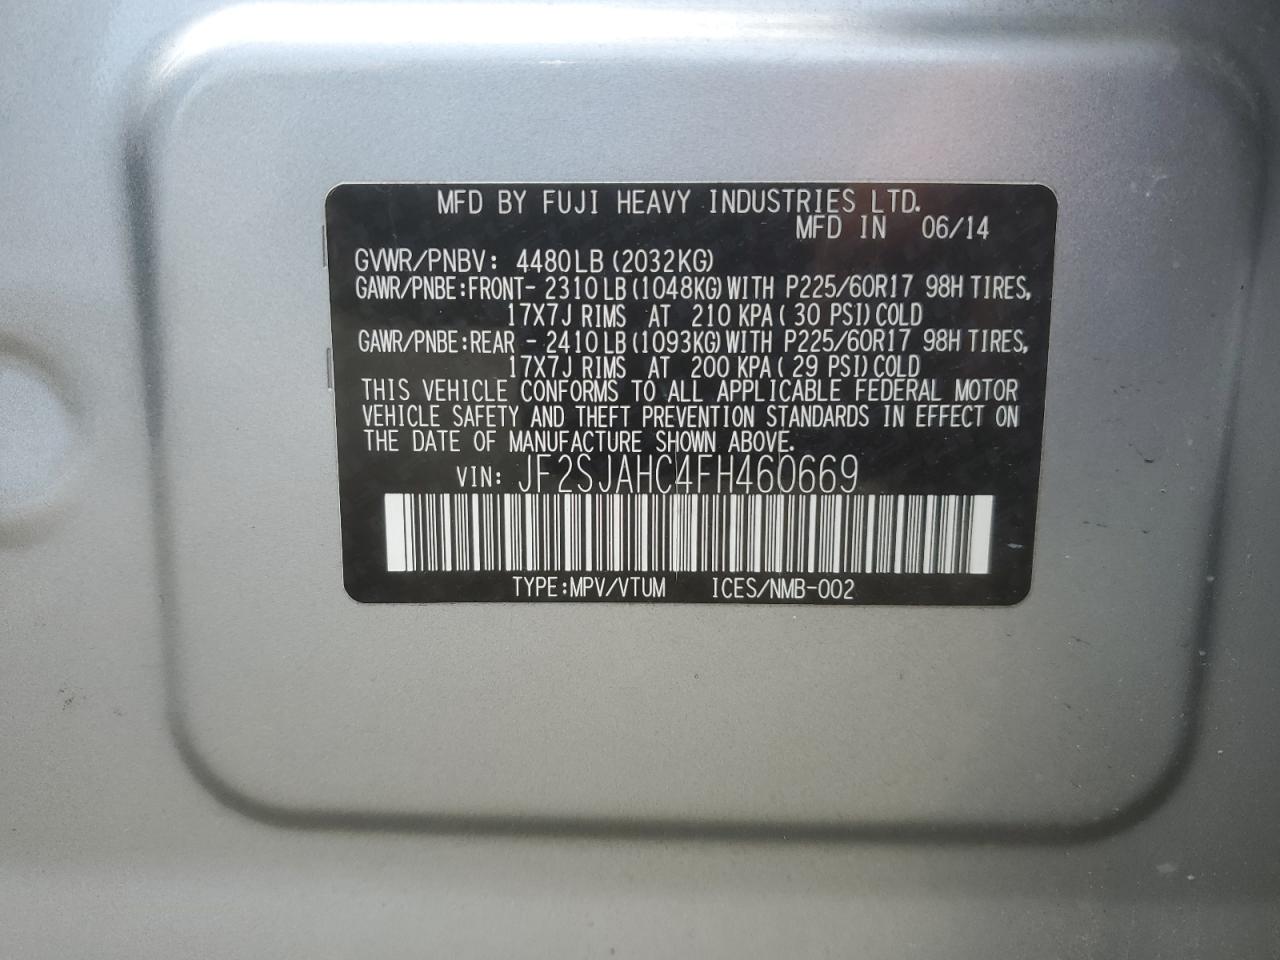 MFD BY FUJI HEAVY INDUSTRIES LTD.
MFD IN 06/14
GVWR/PNBV: 4480LB (2032KG)
GAWR/PNBE:FRONT- 2310LB (1048KG) WITH P225/60R17 98H TIRES,
17X7J RIMS AT 210 KPA ( 30 PSI) COLD
GAWR/PNBE:REAR - 2410LB (1093KG) WITH P225/60R17 98H TIRES,
17X7J RIMS AT 200 KPA ( 29 PSI) COLD
THIS VEHICLE CONFORMS TO ALL APPLICABLE FEDERAL MOTOR
VEHICLE SAFETY AND THEFT PREVENTION STANDARDS IN EFFECT ON
THE DATE OF MANUFACTURE SHOWN ABOVE.
VIN: JF2SJAHC4FH460669
TYPE:MPV/VTUM ICES/NMB-002